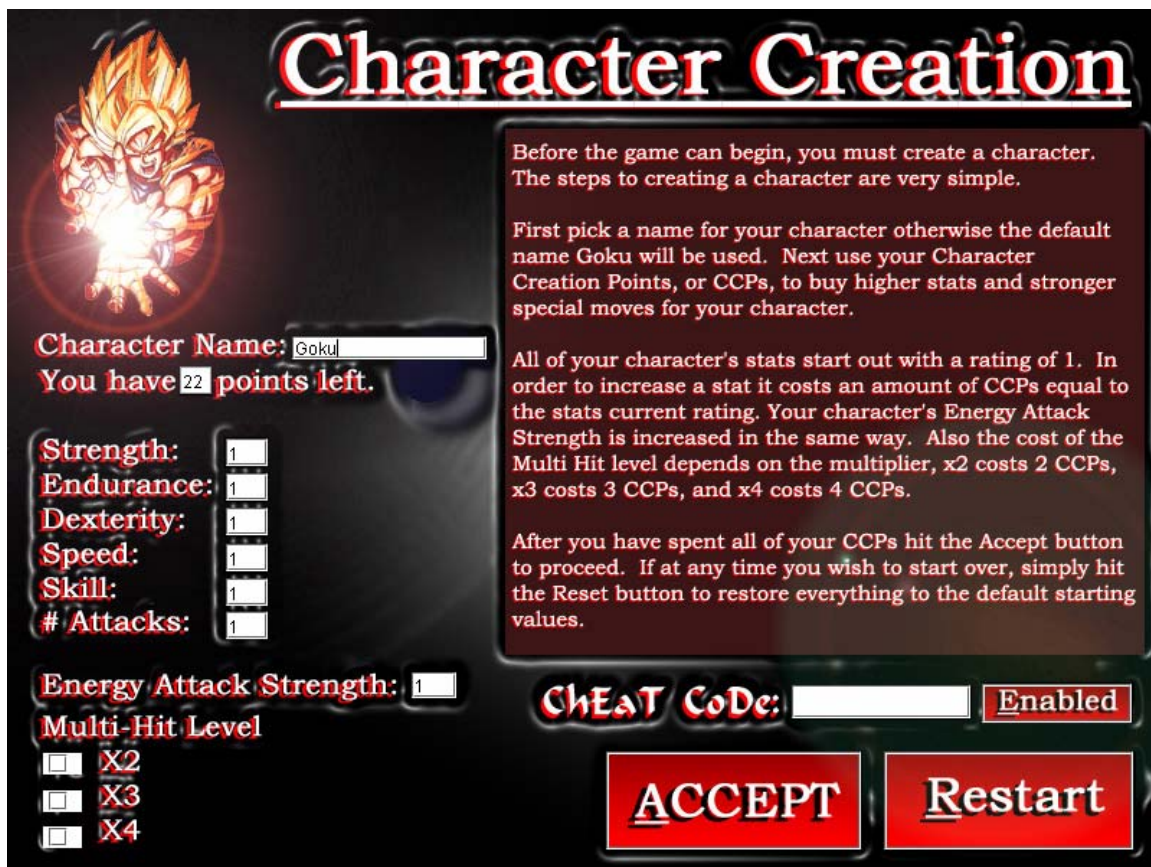 Character Creation
Before the game can begin, you must create a character.
The steps to creating a character are very simple.
First pick a name for your character otherwise the default
name Goku will be used.  Next use your Character
Creation Points, or CCPs, to buy higher stats and stronger
special moves for your character.
All of your character's stats start out with a rating of 1.  In
order to increase a stat it costs an amount of CCPs equal to
the stats current rating. Your character's Energy Attack
Strength is increased in the same way.  Also the cost of the
Multi Hit level depends on the multiplier, x2 costs 2 CCPs,
x3 costs 3 CCPs, and x4 costs 4 CCPs.
After you have spent all of your CCPs hit the Accept button
to proceed.  If at any time you wish to start over, simply hit
the Reset button to restore everything to the default starting
values.
Character Name: Goku
You have 22 points left.
Strength: 1
Endurance: 1
Dexterity: 1
Speed: 1
Skill: 1
# Attacks: 1
Energy Attack Strength: 1
Multi-Hit Level
X2
X3
X4
ChEaT CoDe: Enabled
ACCEPT Restart